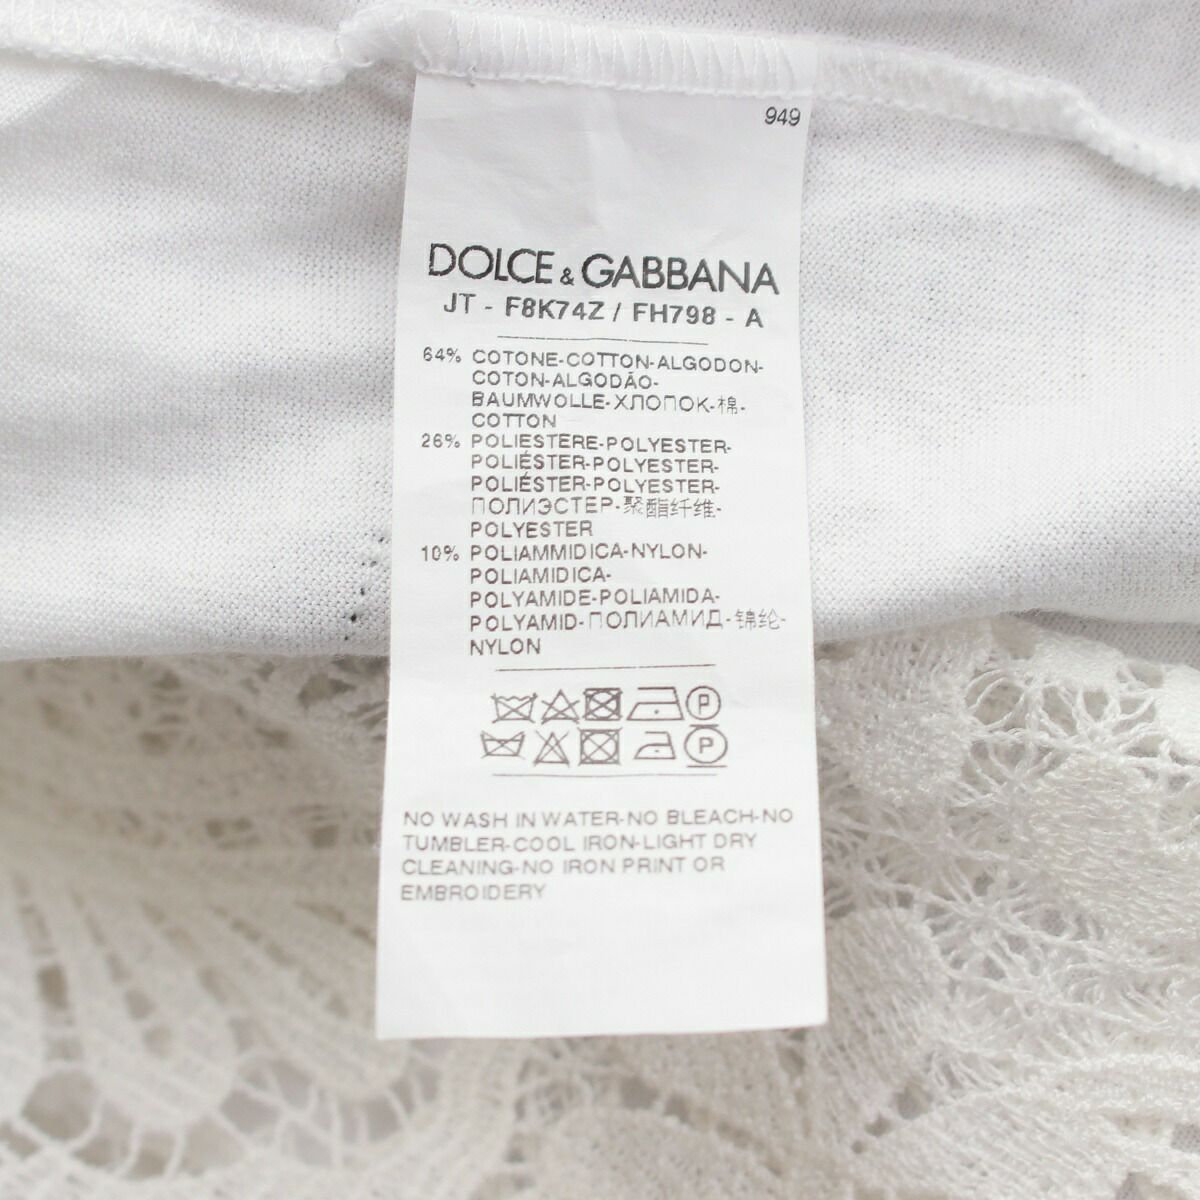 949
DOLCE & GABBANA
JT - F8K74Z / FH798 - A
64% COTONE-COTTON-ALGODON-
COTON-ALGODÃO-
BAUMWOLLE-ХЛОПОК-棉-
COTTON
26% POLIESTERE-POLYESTER-
POLIÉSTER-POLYESTER-
POLIÉSTER-POLYESTER-
ПОЛИЭСТЕР-聚酯纤维-
POLYESTER
10% POLIAMMIDICA-NYLON-
POLIAMIDICA-
POLYAMIDE-POLIAMIDA-
POLYAMID-ПОЛИАМИД-锦纶-
NYLON
P
P
NO WASH IN WATER-NO BLEACH-NO
TUMBLER-COOL IRON-LIGHT DRY
CLEANING-NO IRON PRINT OR
EMBROIDERY